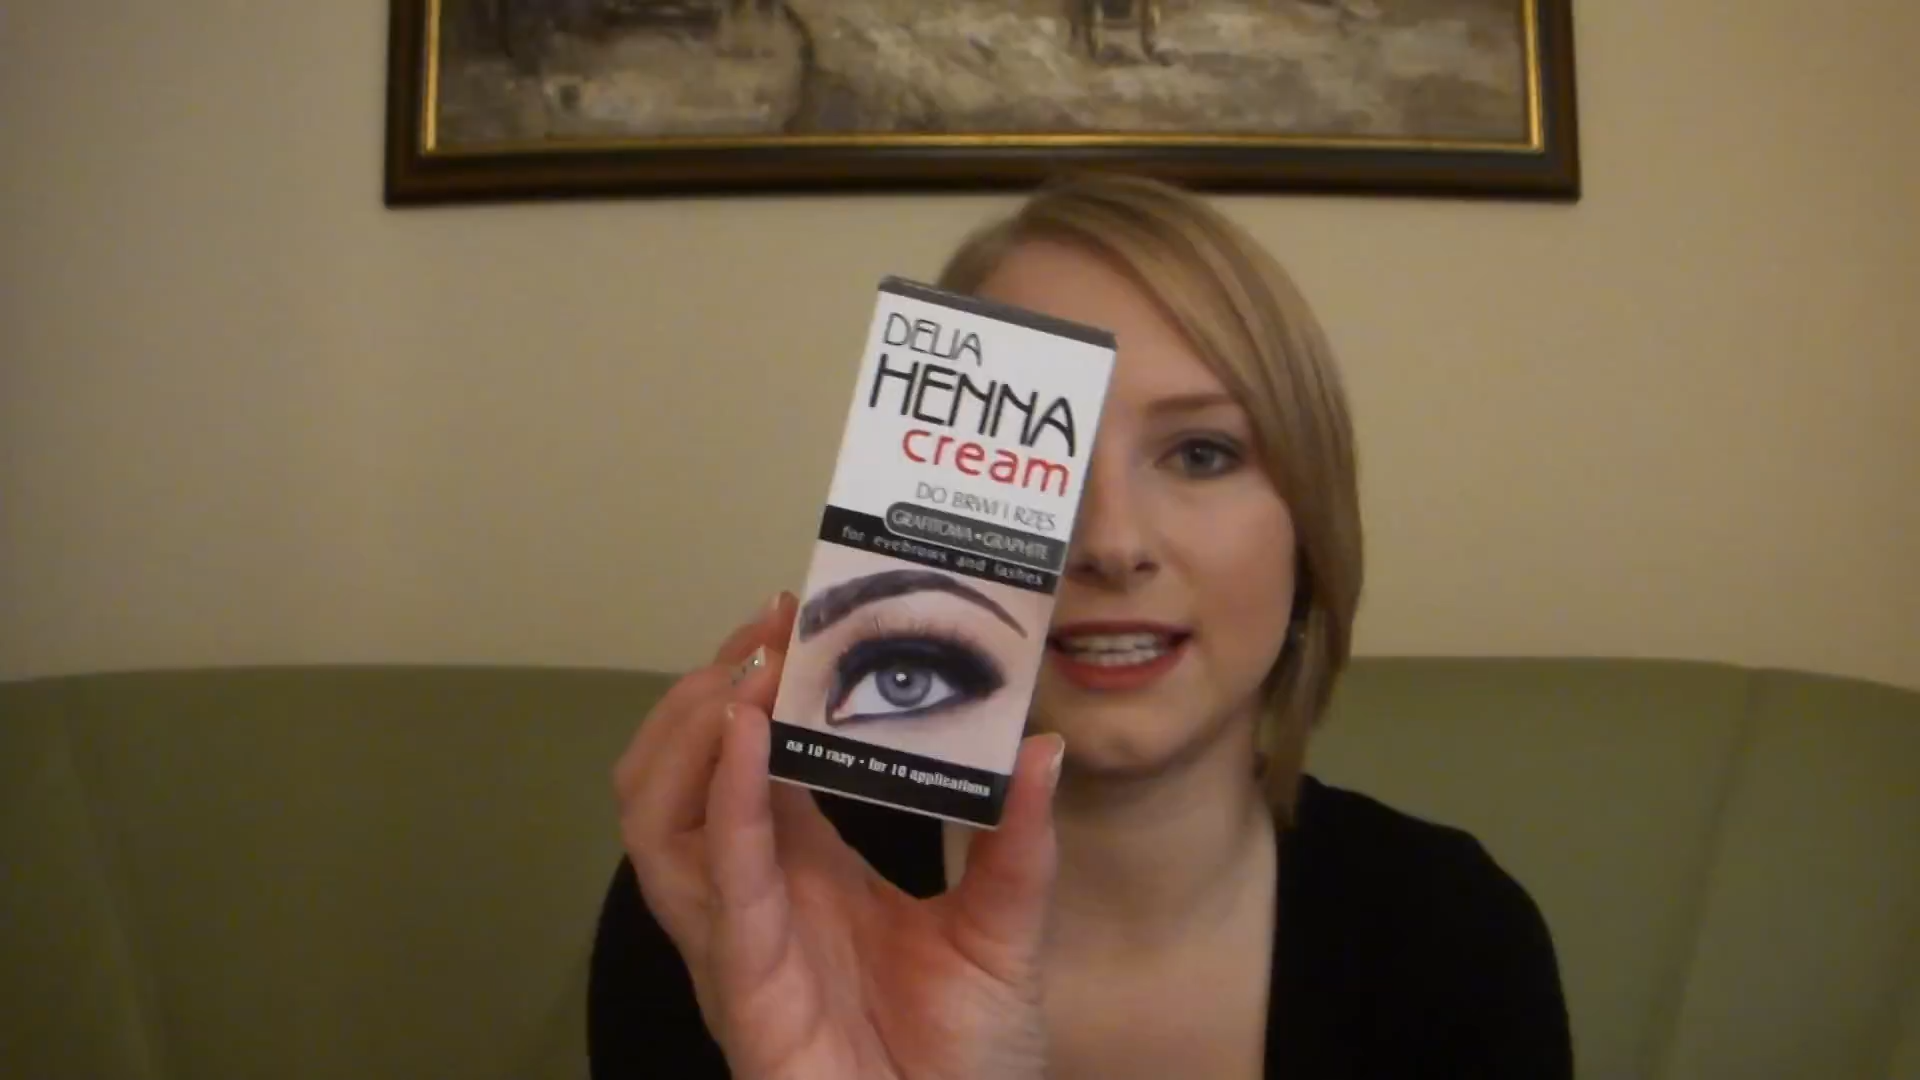 DELIA
HENNA
cream
DO BRWI I RZĘS
GRAFITOWA • GRAPHITE
for eyebrows and lashes
na 10 razy • for 10 applications